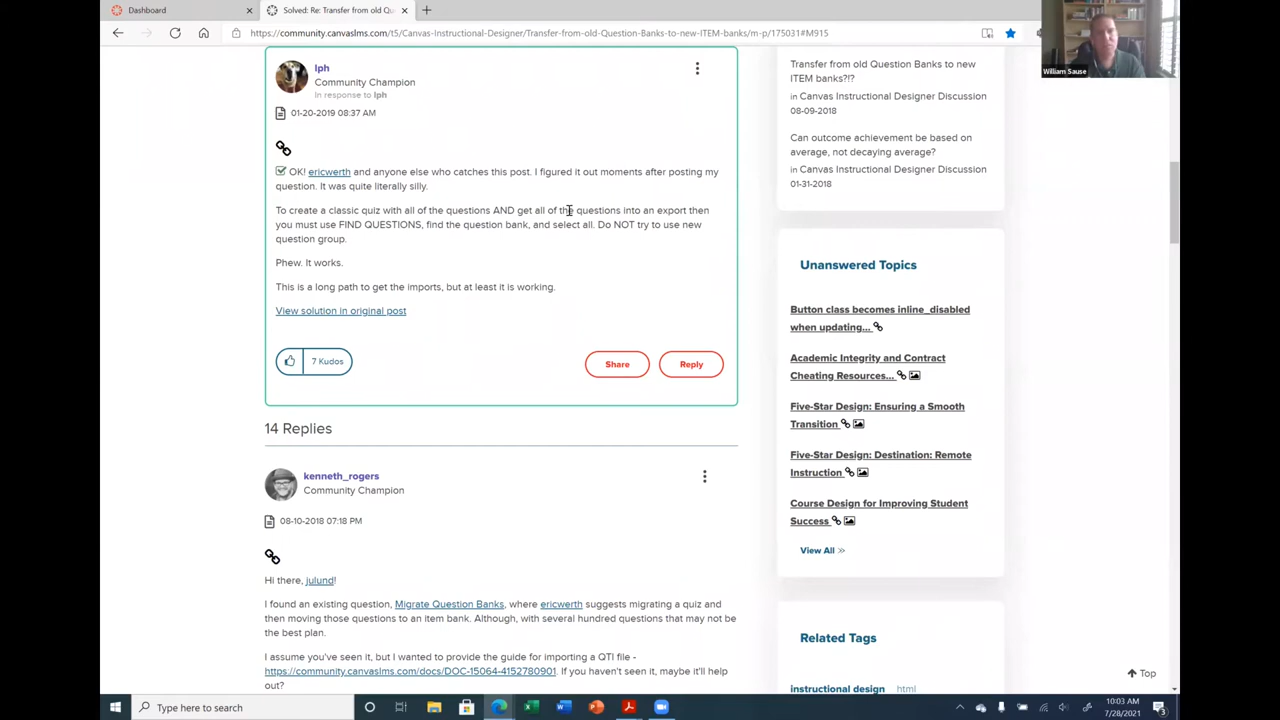 Dashboard
Solved: Re: Transfer from old Qu
https://community.canvaslms.com/t5/Canvas-Instructional-Designer/Transfer-from-old-Question-Banks-to-new-ITEM-banks/m-p/175031#M915
William Sause
lph
Community Champion
In response to lph
01-20-2019 08:37 AM
OK! ericwerth and anyone else who catches this post. I figured it out moments after posting my
question. It was quite literally silly.
To create a classic quiz with all of the questions AND get all of the questions into an export then
you must use FIND QUESTIONS, find the question bank, and select all. Do NOT try to use new
question group.
Phew. It works.
This is a long path to get the imports, but at least it is working.
View solution in original post
7 Kudos
Share
Reply
14 Replies
kenneth_rogers
Community Champion
08-10-2018 07:18 PM
Hi there, julund!
I found an existing question, Migrate Question Banks, where ericwerth suggests migrating a quiz and
then moving those questions to an item bank. Although, with several hundred questions that may not be
the best plan.
I assume you've seen it, but I wanted to provide the guide for importing a QTI file -
https://community.canvaslms.com/docs/DOC-15064-4152780901. If you haven't seen it, maybe it'll help
out?
Transfer from old Question Banks to new
ITEM banks?!?
in Canvas Instructional Designer Discussion
08-09-2018
Can outcome achievement be based on
average, not decaying average?
in Canvas Instructional Designer Discussion
01-31-2018
Unanswered Topics
Button class becomes inline_disabled
when updating...
Academic Integrity and Contract
Cheating Resources...
Five-Star Design: Ensuring a Smooth
Transition
Five-Star Design: Destination: Remote
Instruction
Course Design for Improving Student
Success
View All
Related Tags
instructional design html
Top
Type here to search
10:03 AM
7/28/2021
3